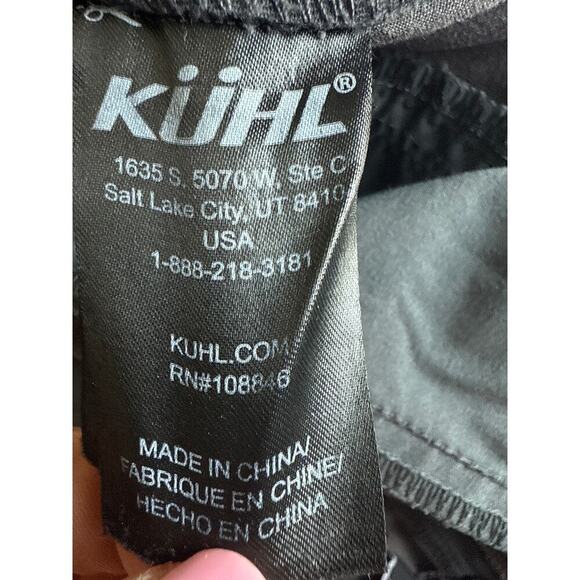 KÜHL®
1635 S. 5070 W, Ste C
Salt Lake City, UT 8410
USA
1-888-218-3181
KUHL.COM
RN#108846
MADE IN CHINA/
FABRIQUE EN CHINE/
HECHO EN CHINA